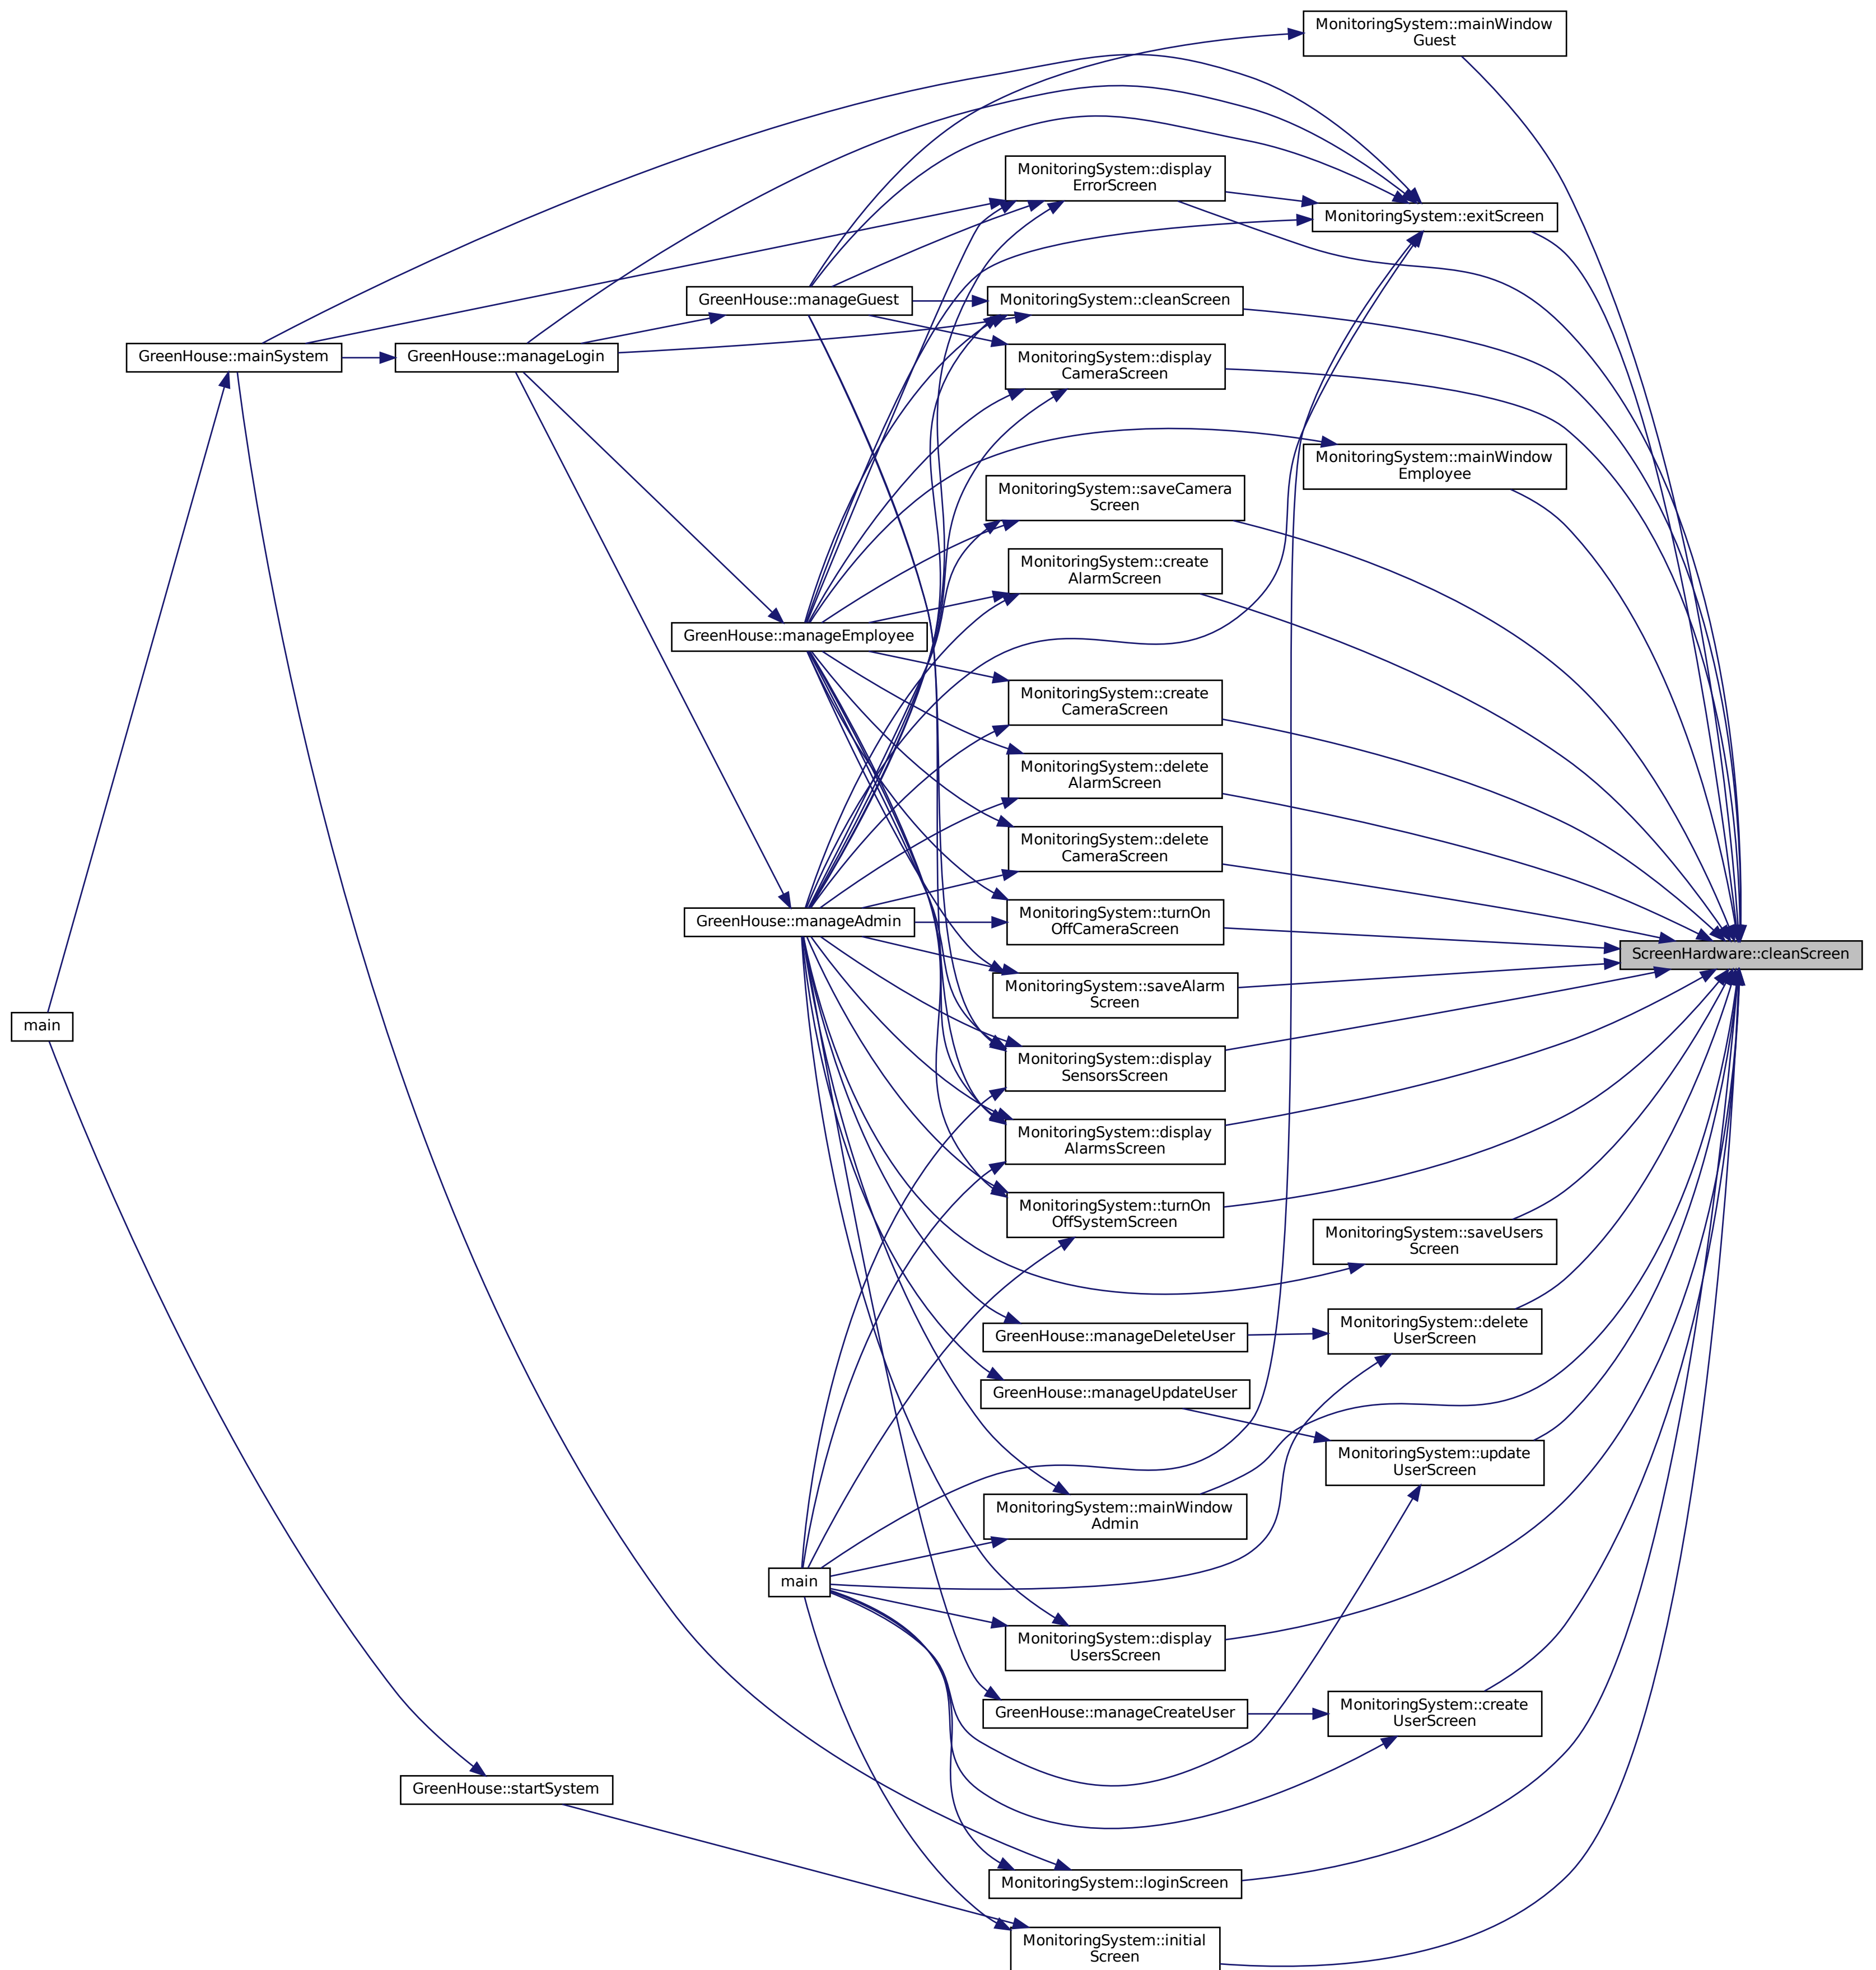 MonitoringSystem::mainWindow
Guest
MonitoringSystem::display
ErrorScreen
MonitoringSystem::exitScreen
GreenHouse::manageGuest
MonitoringSystem::cleanScreen
GreenHouse::mainSystem
GreenHouse::manageLogin
MonitoringSystem::display
CameraScreen
MonitoringSystem::mainWindow
Employee
MonitoringSystem::saveCamera
Screen
MonitoringSystem::create
AlarmScreen
GreenHouse::manageEmployee
MonitoringSystem::create
CameraScreen
MonitoringSystem::delete
AlarmScreen
MonitoringSystem::delete
CameraScreen
GreenHouse::manageAdmin
MonitoringSystem::turnOn
OffCameraScreen
ScreenHardware::cleanScreen
MonitoringSystem::saveAlarm
Screen
main
MonitoringSystem::display
SensorsScreen
MonitoringSystem::display
AlarmsScreen
MonitoringSystem::turnOn
OffSystemScreen
MonitoringSystem::saveUsers
Screen
GreenHouse::manageDeleteUser
MonitoringSystem::delete
UserScreen
GreenHouse::manageUpdateUser
MonitoringSystem::update
UserScreen
MonitoringSystem::mainWindow
Admin
main
MonitoringSystem::display
UsersScreen
GreenHouse::manageCreateUser
MonitoringSystem::create
UserScreen
GreenHouse::startSystem
MonitoringSystem::loginScreen
MonitoringSystem::initial
Screen